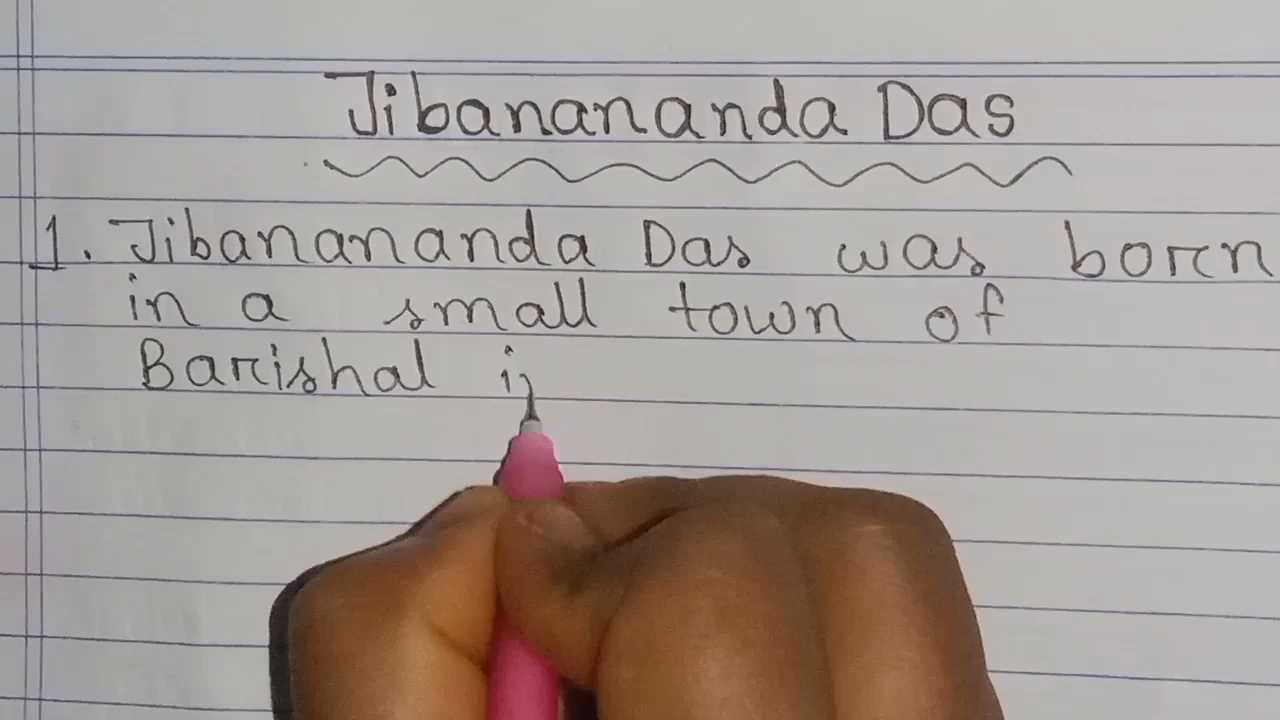 Jibanananda Das
1. Jibanananda Das was born
in a small town of
Barishal i